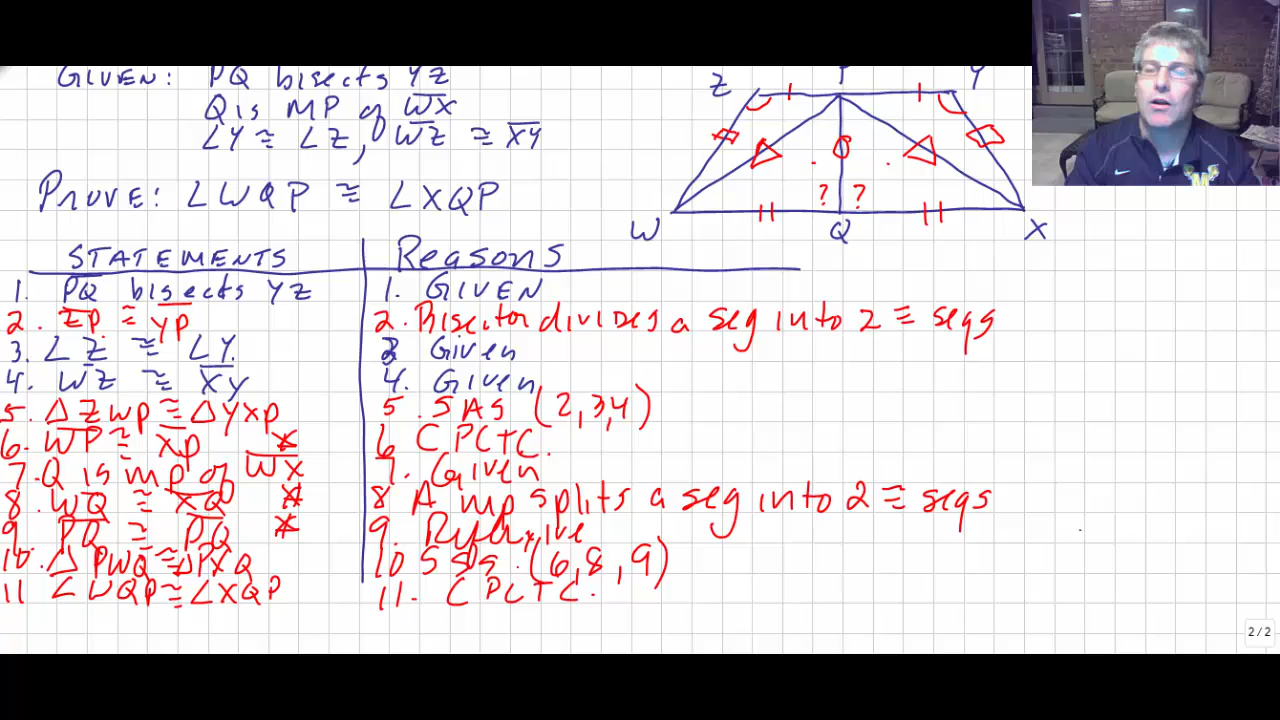 GIVEN: PQ bisects YZ
Q is MP of WX
∠Y ≅ ∠Z, WZ ≅ XY
PROVE: ∠WQP ≅ ∠XQP
Z P Y
? ?
W Q X
STATEMENTS Reasons
1. PQ bisects YZ 1. GIVEN
2. ZP ≅ YP 2. Bisector divides a seg into 2 ≅ segs
3. ∠Z ≅ ∠Y. 3 Given
4. WZ ≅ XY 4. Given
5. △ZWP ≅ △YXP 5. SAS (2,3,4)
6. WP ≅ XP * 6 CPCTC.
7. Q is mp of WX 7. Given
8 WQ ≅ XQ * 8 A mp splits a seg into 2 ≅ segs
9 PQ ≅ PQ * 9. Reflexive
10. △PWQ ≅ △PXQ 10 SSS. (6,8,9)
11 ∠WQP ≅ ∠XQP 11. CPCTC.
2/2